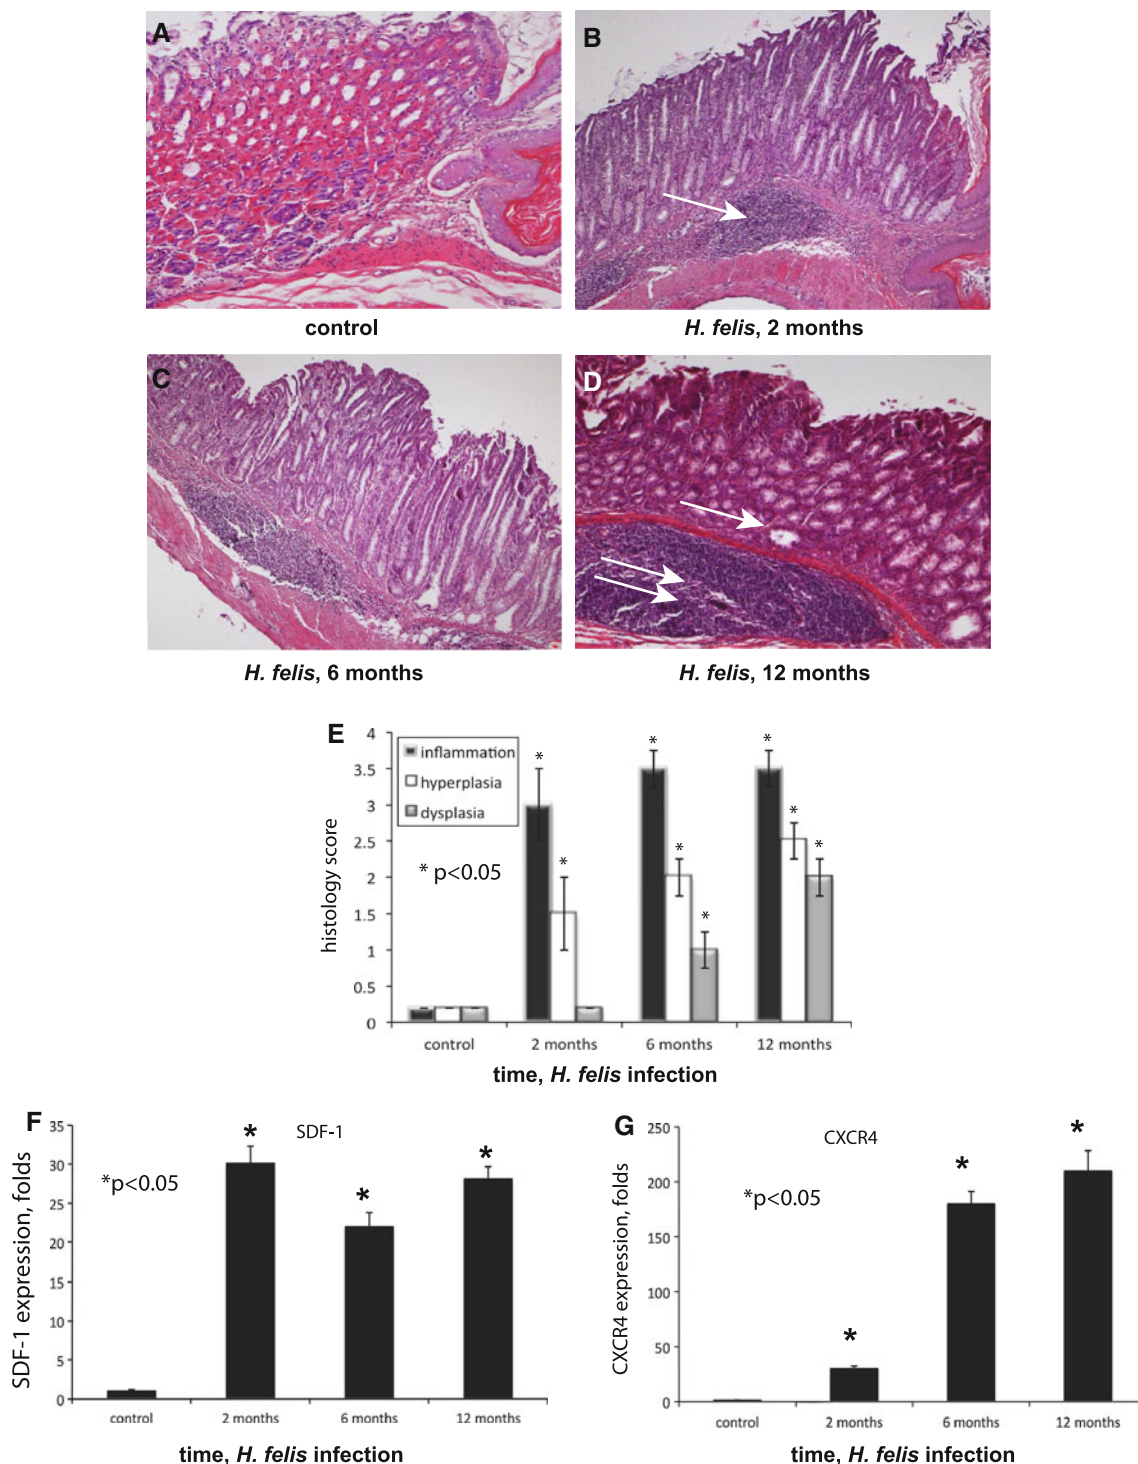 A
B
control
H. felis, 2 months
C
D
H. felis, 6 months
H. felis, 12 months
E
4
3.5
3
2.5
2
1.5
1
0.5
0
histology score
inflammation
hyperplasia
dysplasia
* p<0.05
*
*
*
*
*
*
*
*
control
2 months
6 months
12 months
time, H. felis infection
F
SDF-1
35
30
25
20
15
10
5
0
SDF-1 expression, folds
*p<0.05
*
*
*
control
2 months
6 months
12 months
time, H. felis infection
G
CXCR4
250
200
150
100
50
0
CXCR4 expression, folds
*p<0.05
*
*
*
control
2 months
6 months
12 months
time, H. felis infection